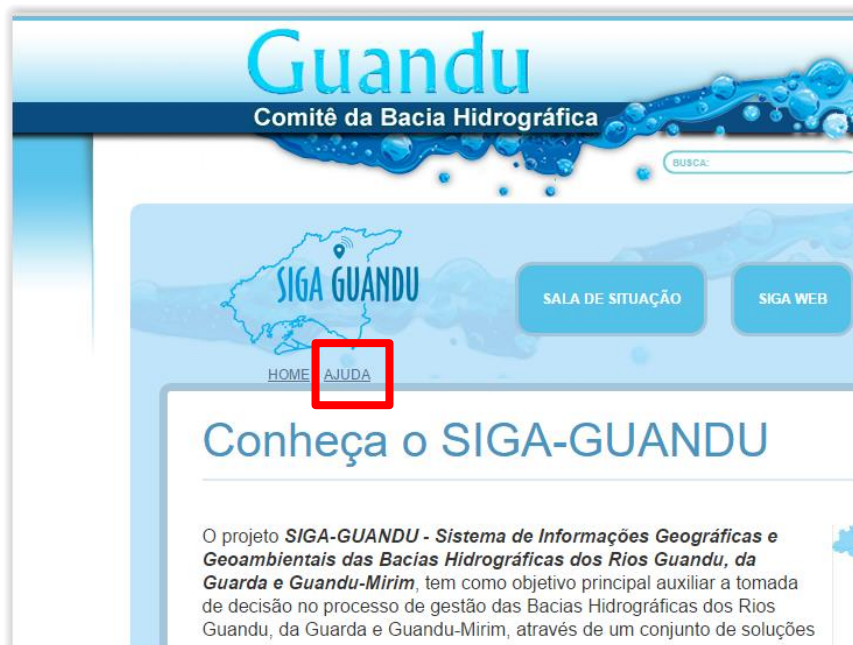 Guandu
Comitê da Bacia Hidrográfica
BUSCA:
SIGA GUANDU
SALA DE SITUAÇÃO
SIGA WEB
HOME AJUDA
Conheça o SIGA-GUANDU
O projeto SIGA-GUANDU - Sistema de Informações Geográficas e
Geoambientais das Bacias Hidrográficas dos Rios Guandu, da
Guarda e Guandu-Mirim, tem como objetivo principal auxiliar a tomada
de decisão no processo de gestão das Bacias Hidrográficas dos Rios
Guandu, da Guarda e Guandu-Mirim, através de um conjunto de soluções